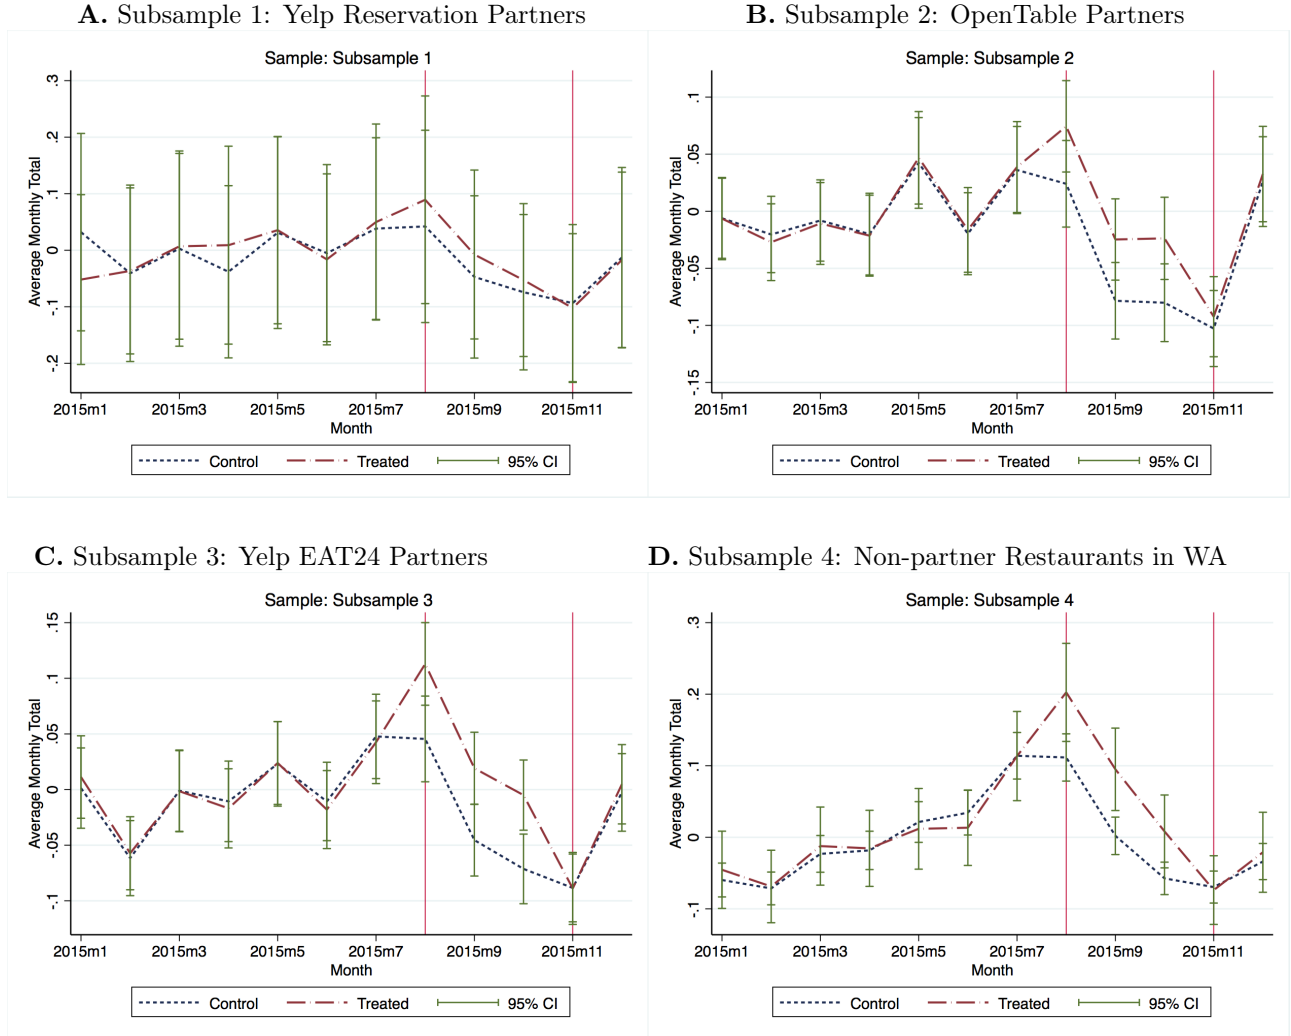 A. Subsample 1: Yelp Reservation Partners
Sample: Subsample 1
Average Monthly Total
.3
.2
.1
0
-.1
-.2
2015m1 2015m3 2015m5 2015m7 2015m9 2015m11
Month
Control Treated 95% CI
B. Subsample 2: OpenTable Partners
Sample: Subsample 2
Average Monthly Total
.1
.05
0
-.05
-.1
-.15
2015m1 2015m3 2015m5 2015m7 2015m9 2015m11
Month
Control Treated 95% CI
C. Subsample 3: Yelp EAT24 Partners
Sample: Subsample 3
Average Monthly Total
.15
.1
.05
0
-.05
-.1
2015m1 2015m3 2015m5 2015m7 2015m9 2015m11
Month
Control Treated 95% CI
D. Subsample 4: Non-partner Restaurants in WA
Sample: Subsample 4
Average Monthly Total
.3
.2
.1
0
-.1
2015m1 2015m3 2015m5 2015m7 2015m9 2015m11
Month
Control Treated 95% CI